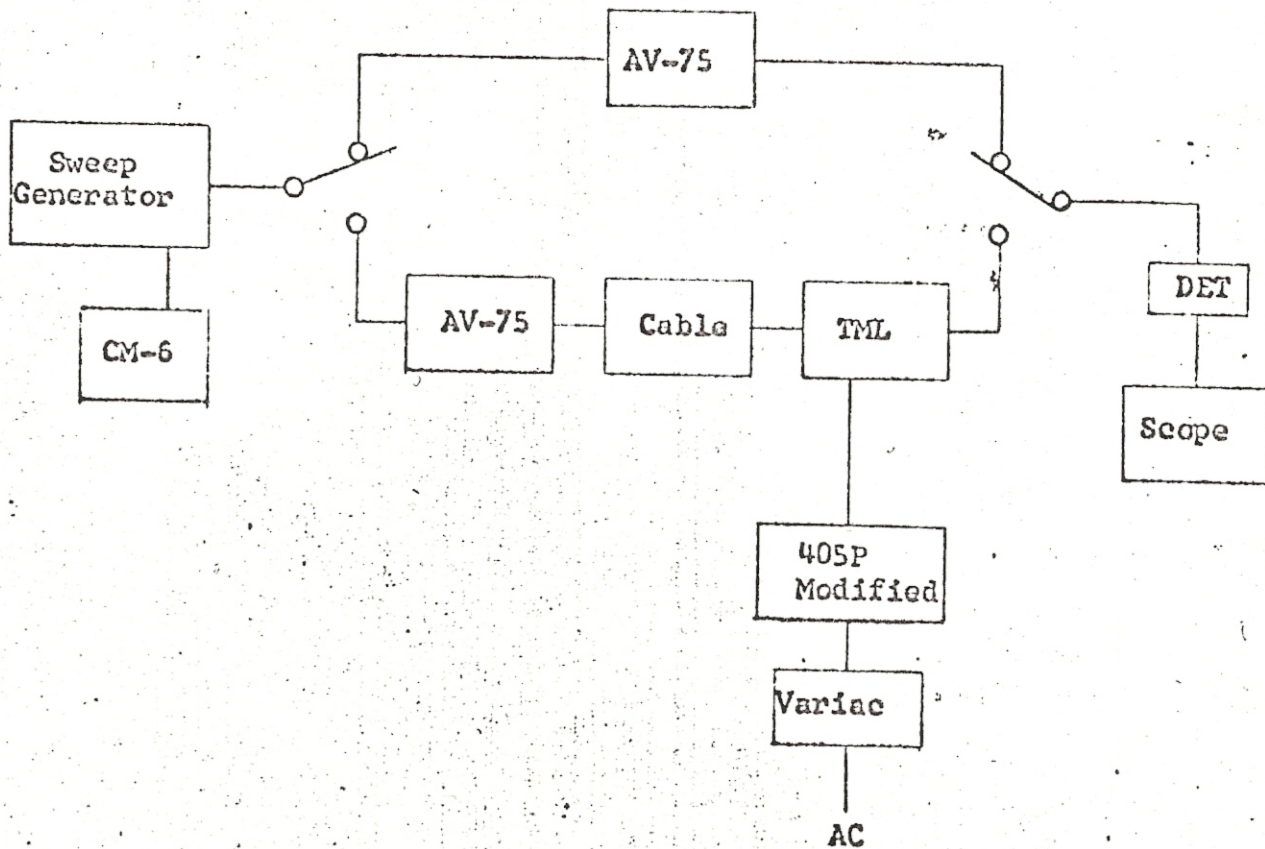 AV-75
Sweep
Generator
CM-6
AV-75
Cable
TML
DET
Scope
405P
Modified
Variac
AC